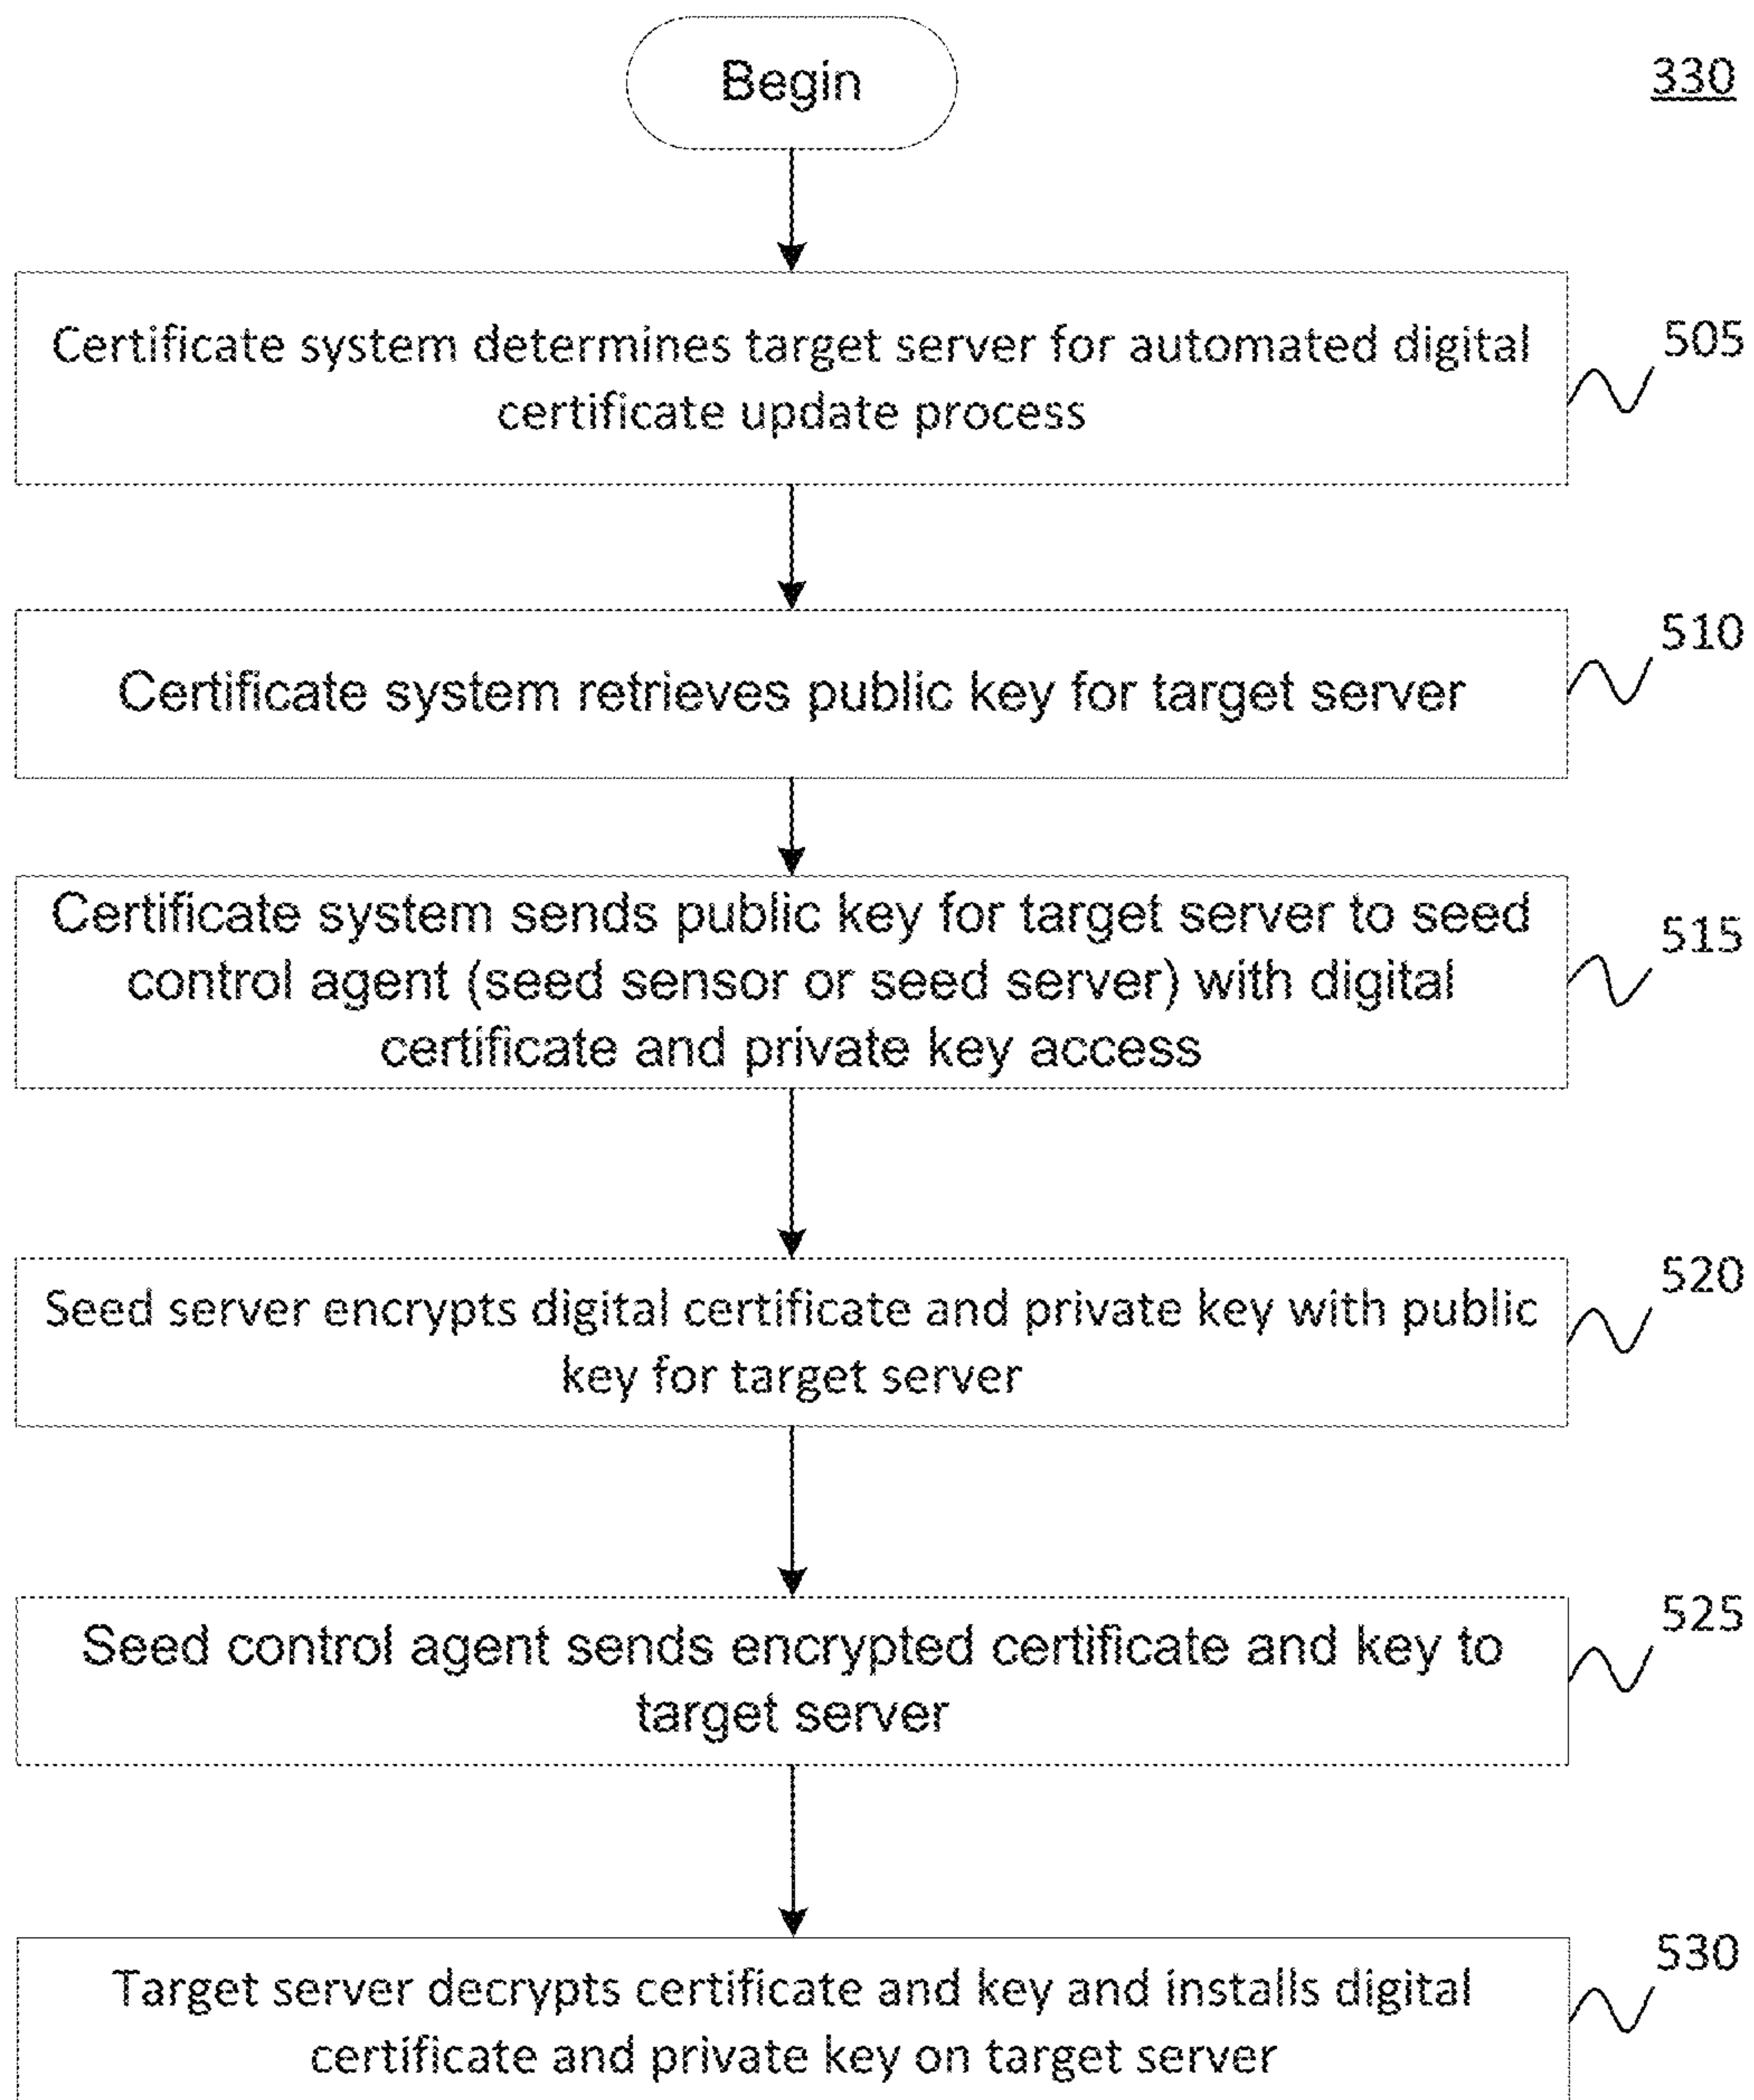 Begin
330
Certificate system determines target server for automated digital
certificate update process
505
Certificate system retrieves public key for target server
510
Certificate system sends public key for target server to seed
control agent (seed sensor or seed server) with digital
certificate and private key access
515
Seed server encrypts digital certificate and private key with public
key for target server
520
Seed control agent sends encrypted certificate and key to
target server
525
Target server decrypts certificate and key and installs digital
certificate and private key on target server
530